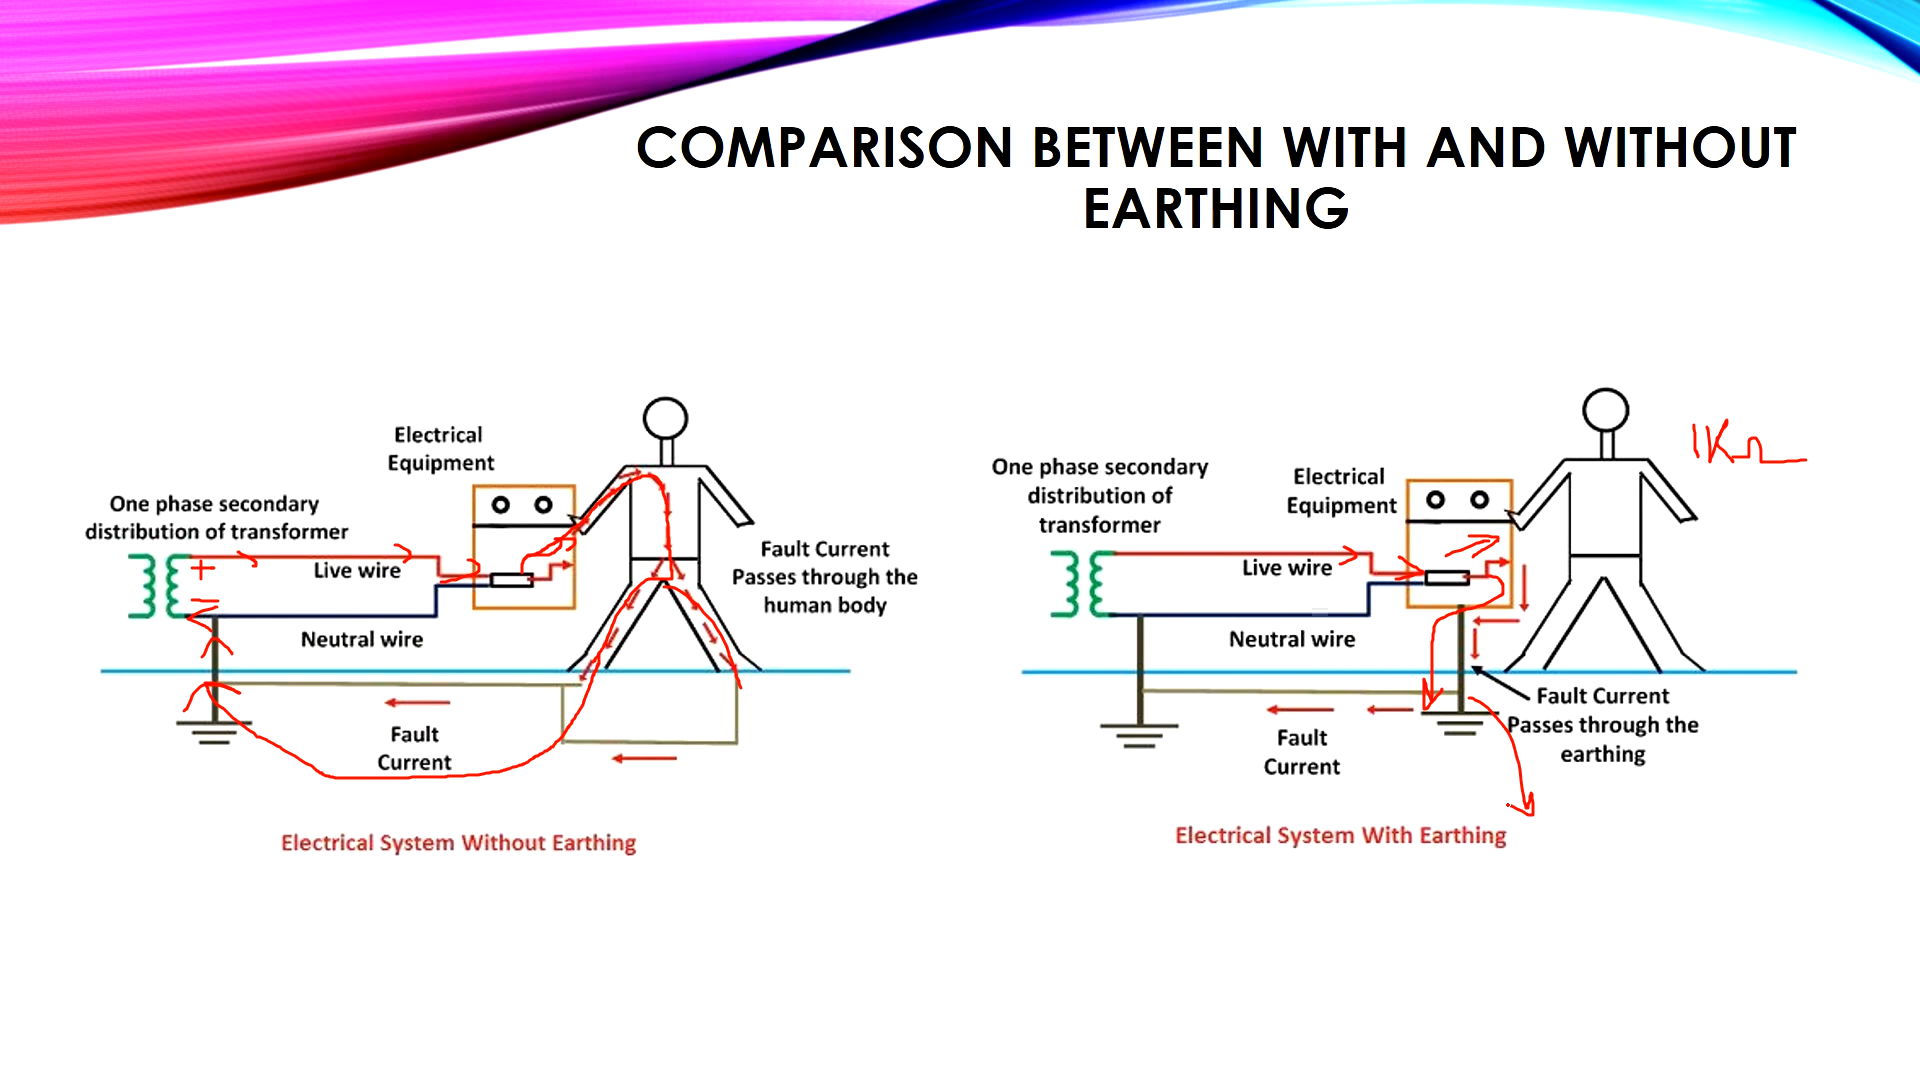 COMPARISON BETWEEN WITH AND WITHOUT
EARTHING
Electrical
Equipment
One phase secondary
distribution of transformer
Live wire
+
−
Neutral wire
Fault Current
Passes through the
human body
Fault
Current
Electrical System Without Earthing
1KΩ
One phase secondary
distribution of
transformer
Electrical
Equipment
Live wire
Neutral wire
Fault Current
Passes through the
earthing
Fault
Current
Electrical System With Earthing